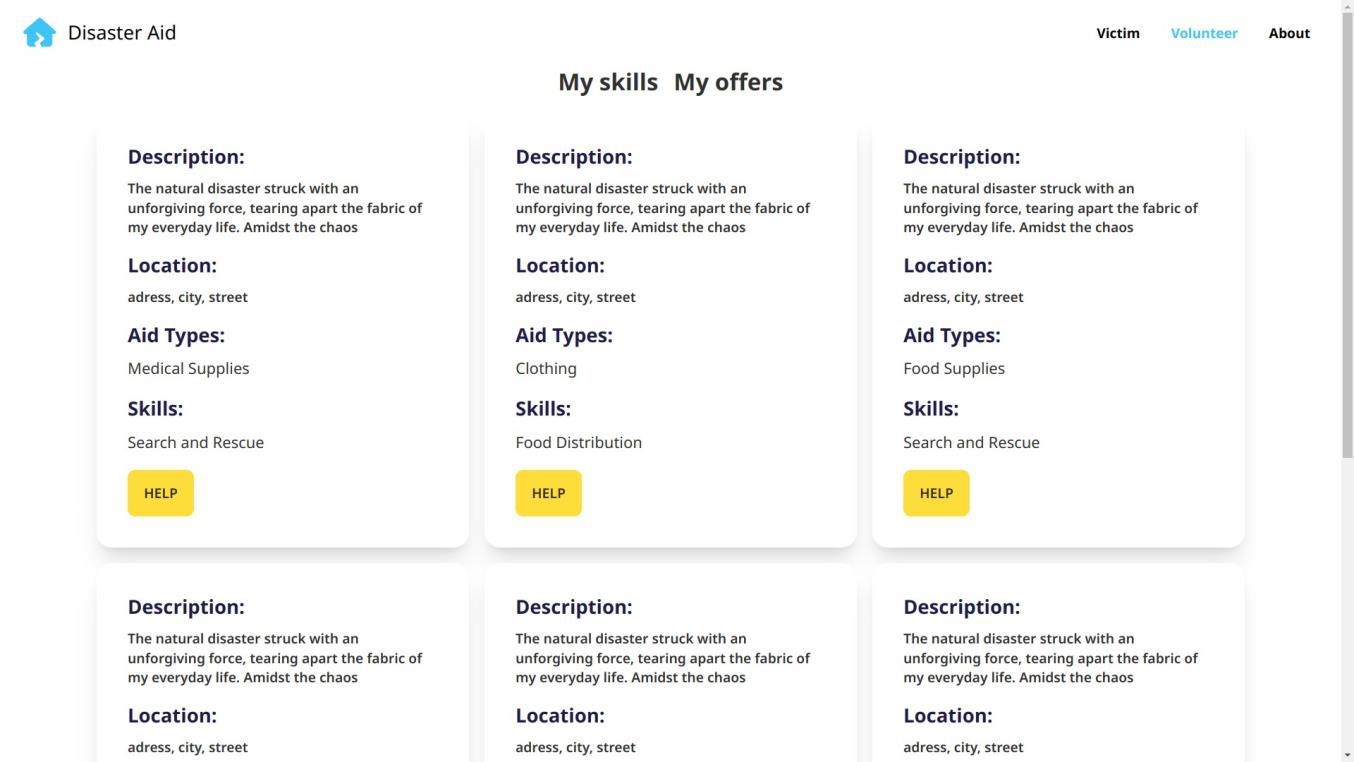 Disaster Aid
Victim
Volunteer
About
My skills
My offers
Description:
The natural disaster struck with an
unforgiving force, tearing apart the fabric of
my everyday life. Amidst the chaos
Location:
adress, city, street
Aid Types:
Medical Supplies
Skills:
Search and Rescue
HELP
Description:
The natural disaster struck with an
unforgiving force, tearing apart the fabric of
my everyday life. Amidst the chaos
Location:
adress, city, street
Aid Types:
Clothing
Skills:
Food Distribution
HELP
Description:
The natural disaster struck with an
unforgiving force, tearing apart the fabric of
my everyday life. Amidst the chaos
Location:
adress, city, street
Aid Types:
Food Supplies
Skills:
Search and Rescue
HELP
Description:
The natural disaster struck with an
unforgiving force, tearing apart the fabric of
my everyday life. Amidst the chaos
Location:
adress, city, street
Description:
The natural disaster struck with an
unforgiving force, tearing apart the fabric of
my everyday life. Amidst the chaos
Location:
adress, city, street
Description:
The natural disaster struck with an
unforgiving force, tearing apart the fabric of
my everyday life. Amidst the chaos
Location:
adress, city, street